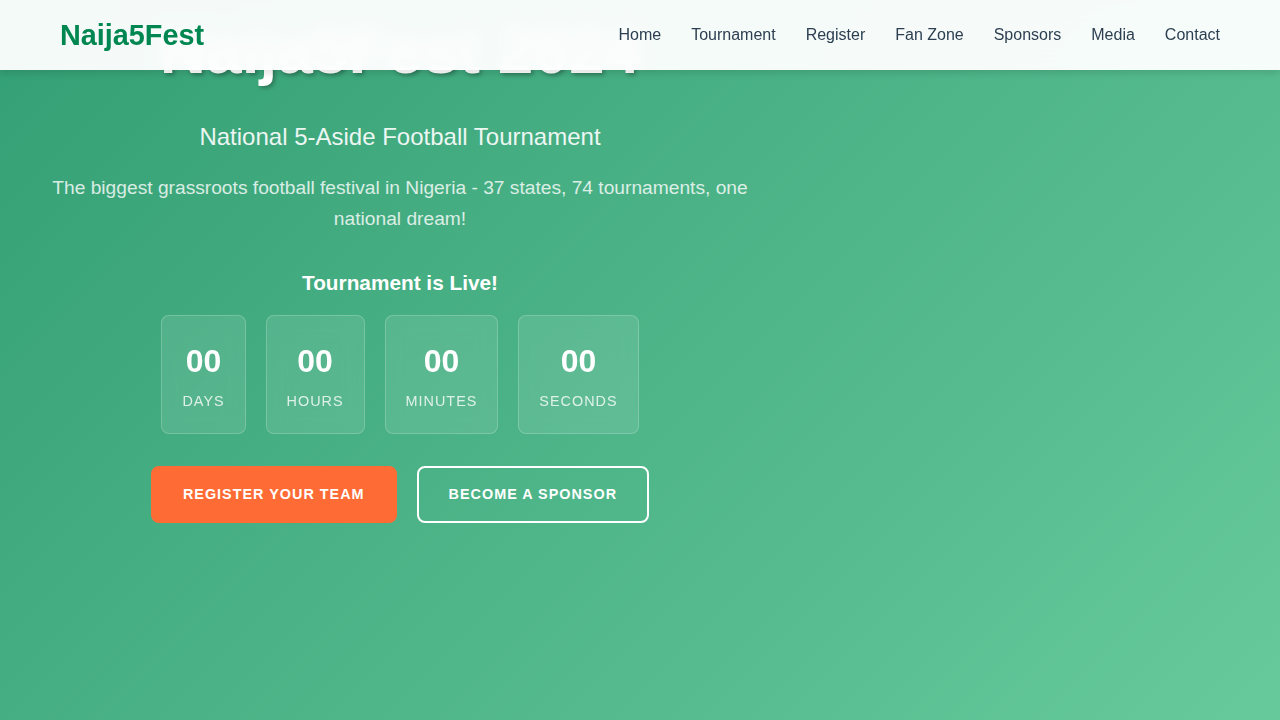 Naija5Fest
Home Tournament Register Fan Zone Sponsors Media Contact
Naija5Fest 2024
National 5-Aside Football Tournament
The biggest grassroots football festival in Nigeria - 37 states, 74 tournaments, one
national dream!
Tournament is Live!
00 00 00 00
DAYS HOURS MINUTES SECONDS
REGISTER YOUR TEAM BECOME A SPONSOR